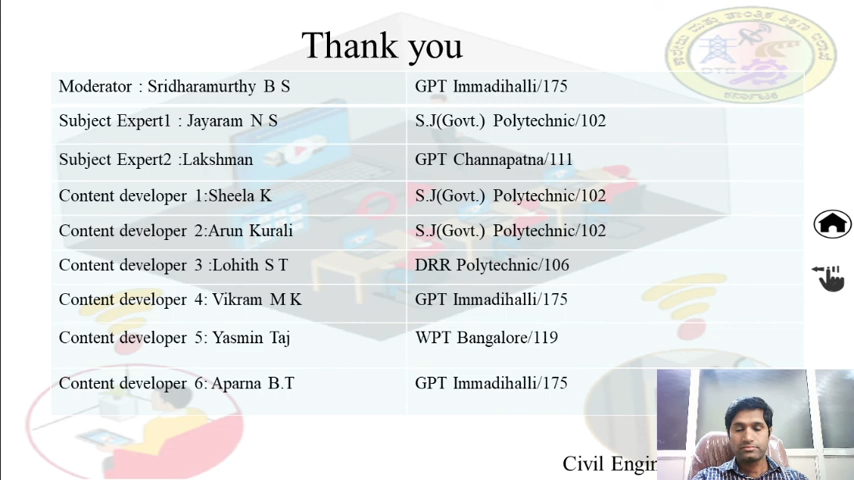 Thank you
Moderator : Sridharamurthy B S GPT Immadihalli/175
Subject Expert1 : Jayaram N S S.J(Govt.) Polytechnic/102
Subject Expert2 :Lakshman GPT Channapatna/111
Content developer 1:Sheela K S.J(Govt.) Polytechnic/102
Content developer 2:Arun Kurali S.J(Govt.) Polytechnic/102
Content developer 3 :Lohith S T DRR Polytechnic/106
Content developer 4: Vikram M K GPT Immadihalli/175
Content developer 5: Yasmin Taj WPT Bangalore/119
Content developer 6: Aparna B.T GPT Immadihalli/175
Civil